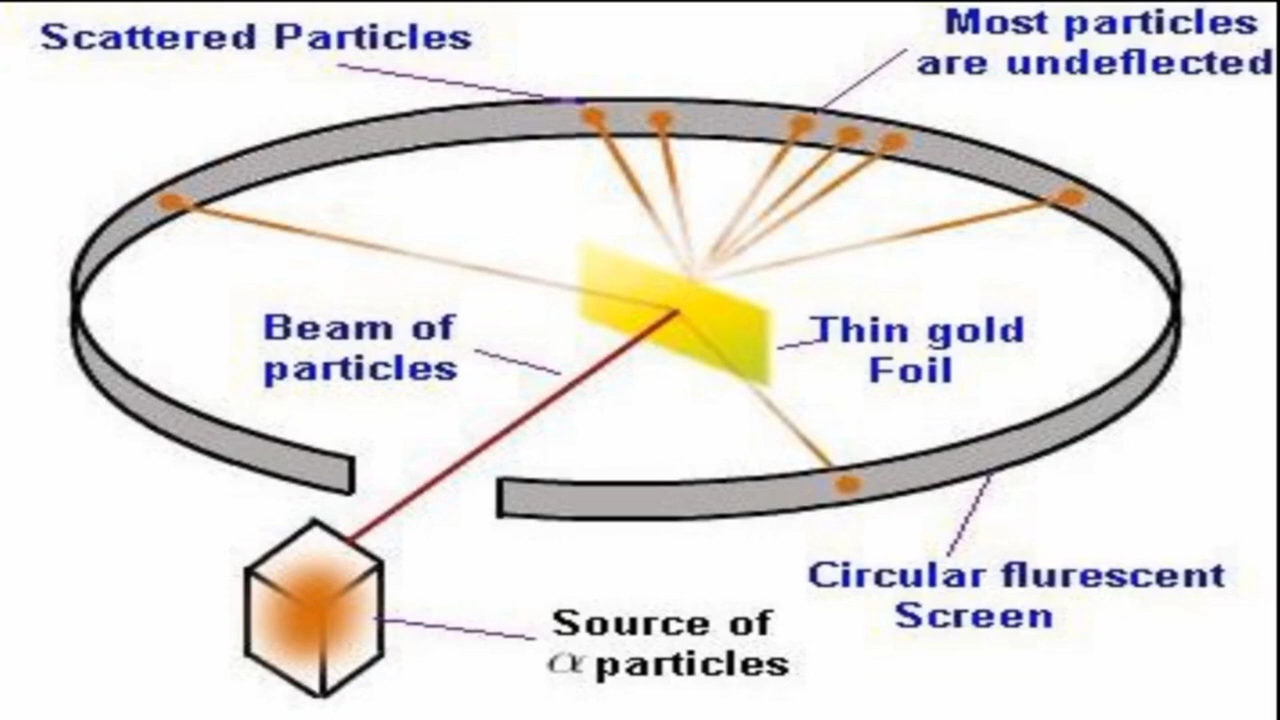 Scattered Particles
Most particles
are undeflected
Beam of
particles
Thin gold
Foil
Circular flurescent
Screen
Source of
α particles